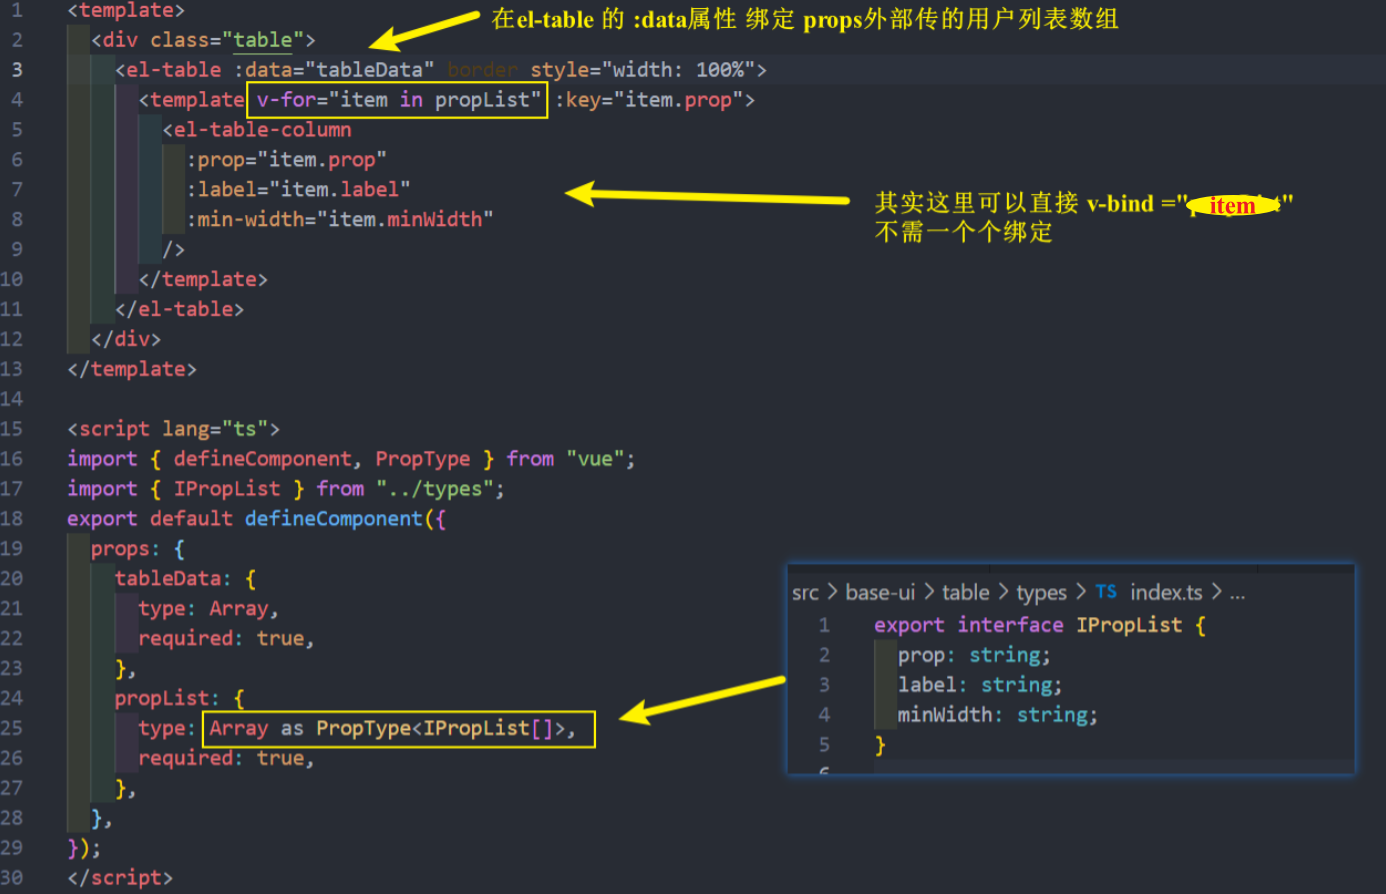 1 <template>
在el-table 的 :data属性 绑定 props外部传的用户列表数组
2 <div class="table">
3 <el-table :data="tableData" border style="width: 100%">
4 <template v-for="item in propList" :key="item.prop">
5 <el-table-column
6 :prop="item.prop"
7 :label="item.label"
其实这里可以直接 v-bind ="item"
8 :min-width="item.minWidth"
不需一个个绑定
9 />
10 </template>
11 </el-table>
12 </div>
13 </template>
14
15 <script lang="ts">
16 import { defineComponent, PropType } from "vue";
17 import { IPropList } from "../types";
18 export default defineComponent({
19 props: {
20 tableData: {
21 type: Array,
22 required: true,
23 },
24 propList: {
25 type: Array as PropType<IPropList[]>,
26 required: true,
27 },
28 },
29 });
30 </script>
src > base-ui > table > types > TS index.ts > ...
1 export interface IPropList {
2 prop: string;
3 label: string;
4 minWidth: string;
5 }
6